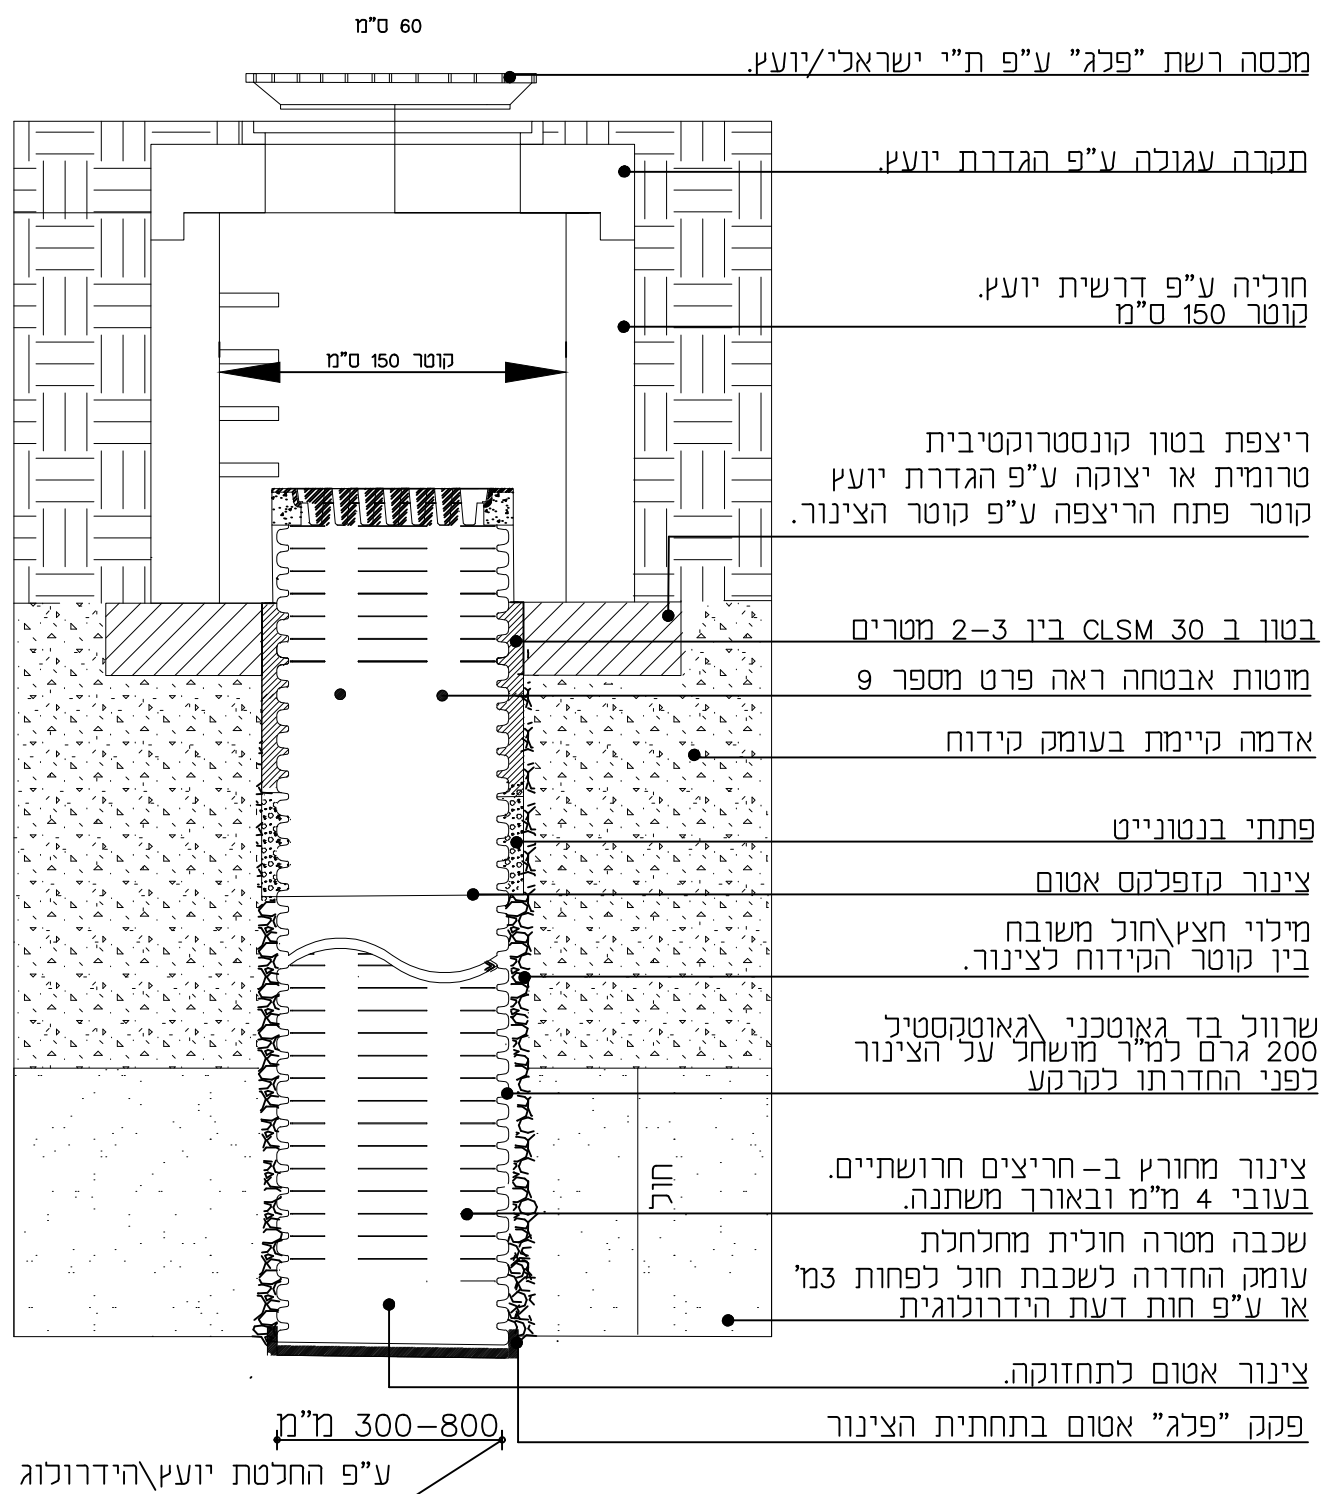 60 ס"מ
מכסה רשת "פלג" ע"פ ת"י ישראלי/יועץ.
תקרה עגולה ע"פ הגדרת יועץ.
חוליה ע"פ דרשית יועץ.
קוטר 150 ס"מ
קוטר 150 ס"מ
ריצפת בטון קונסטרוקטיבית
טרומית או יצוקה ע"פ הגדרת יועץ
קוטר פתח הריצפה ע"פ קוטר הצינור.
בטון ב 30 CLSM בין 2-3 מטרים
מוטות אבטחה ראה פרט מספר 9
אדמה קיימת בעומק קידוח
פתתי בנטונייט
צינור קזפלקס אטום
מילוי חצץ\חול משובח
בין קוטר הקידוח לצינור.
שרוול בד גאוטכני \גאוטקסטיל
200 גרם למ"ר מושחל על הצינור
לפני החדרתו לקרקע
צינור מחורץ ב- חריצים חרושתיים.
בעובי 4 מ"מ ובאורך משתנה.
חות
שכבה מטרה חולית מחלחלת
עומק החדרה לשכבת חול לפחות 3מ'
או ע"פ חות דעת הידרולוגית
צינור אטום לתחזוקה.
פקק "פלג" אטום בתחתית הצינור
300-800 מ"מ
ע"פ החלטת יועץ\הידרולוג